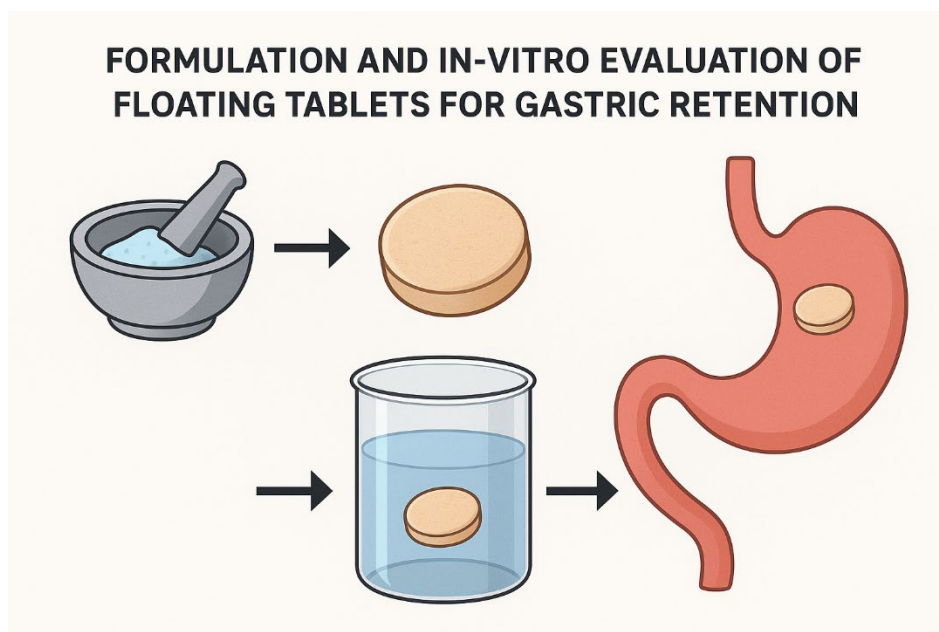 FORMULATION AND IN-VITRO EVALUATION OF
FLOATING TABLETS FOR GASTRIC RETENTION